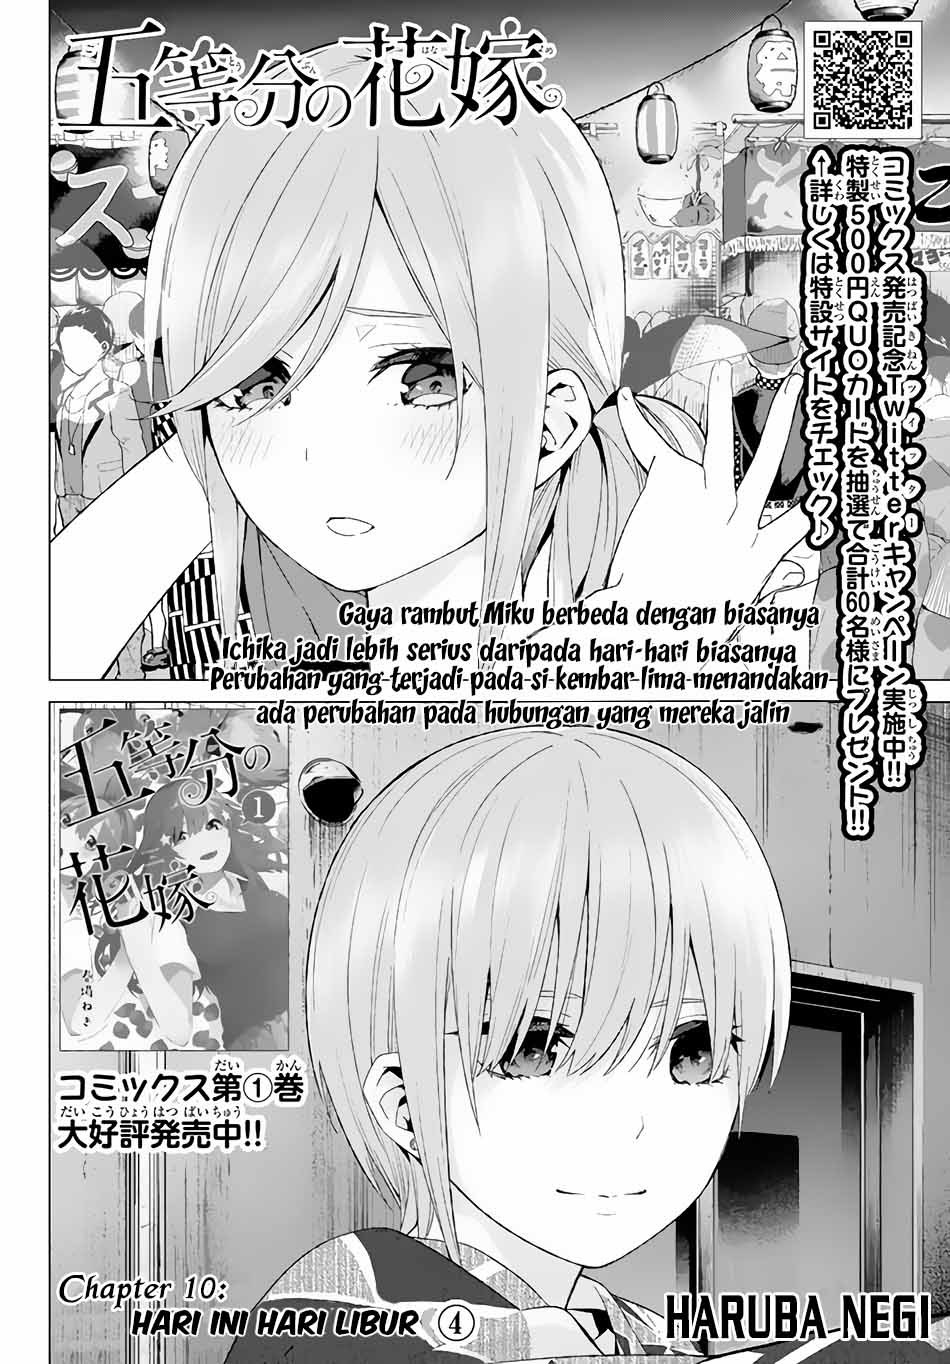 五等分の花嫁
コミックス発売記念Twitterキャンペーン実施中!!
特製500円QUOカードを抽選で合計60名様にプレゼント!!
↑詳しくは特設サイトをチェック♪
Gaya rambut Miku berbeda dengan biasanya
Ichika jadi lebih serius daripada hari-hari biasanya
Perubahan yang terjadi pada si kembar lima menandakan
ada perubahan pada hubungan yang mereka jalin
五等分の
①
花嫁
春場ねぎ
コミックス第①巻
大好評発売中!!
Chapter 10:
HARI INI HARI LIBUR ④
HARUBA NEGI